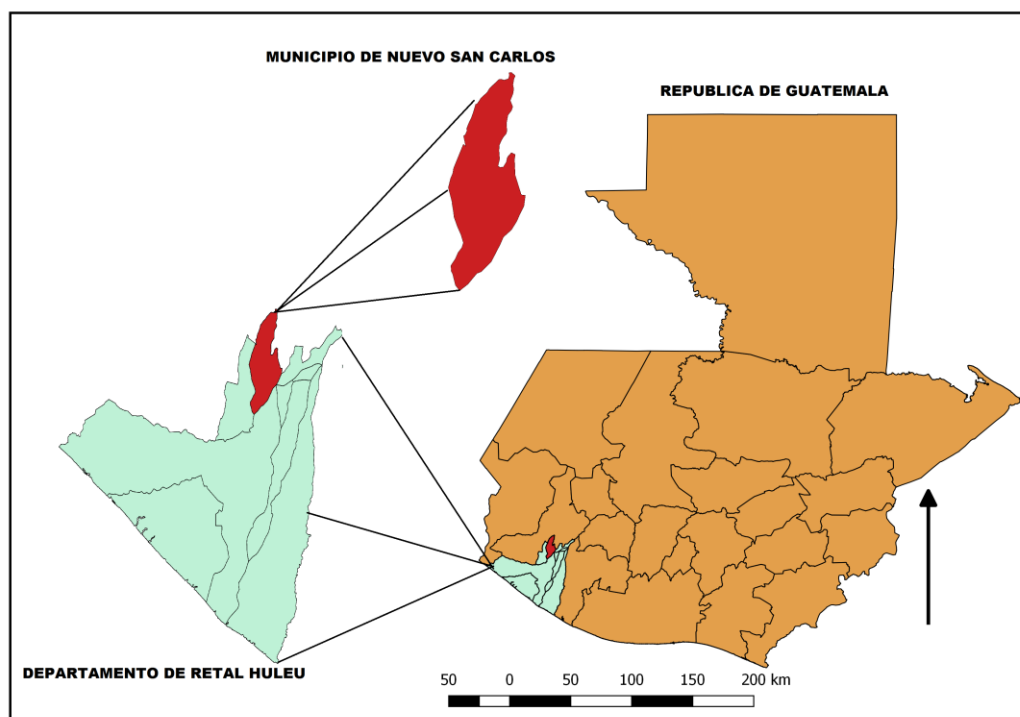 MUNICIPIO DE NUEVO SAN CARLOS
REPUBLICA DE GUATEMALA
DEPARTAMENTO DE RETAL HULEU
50 0 50 100 150 200 km